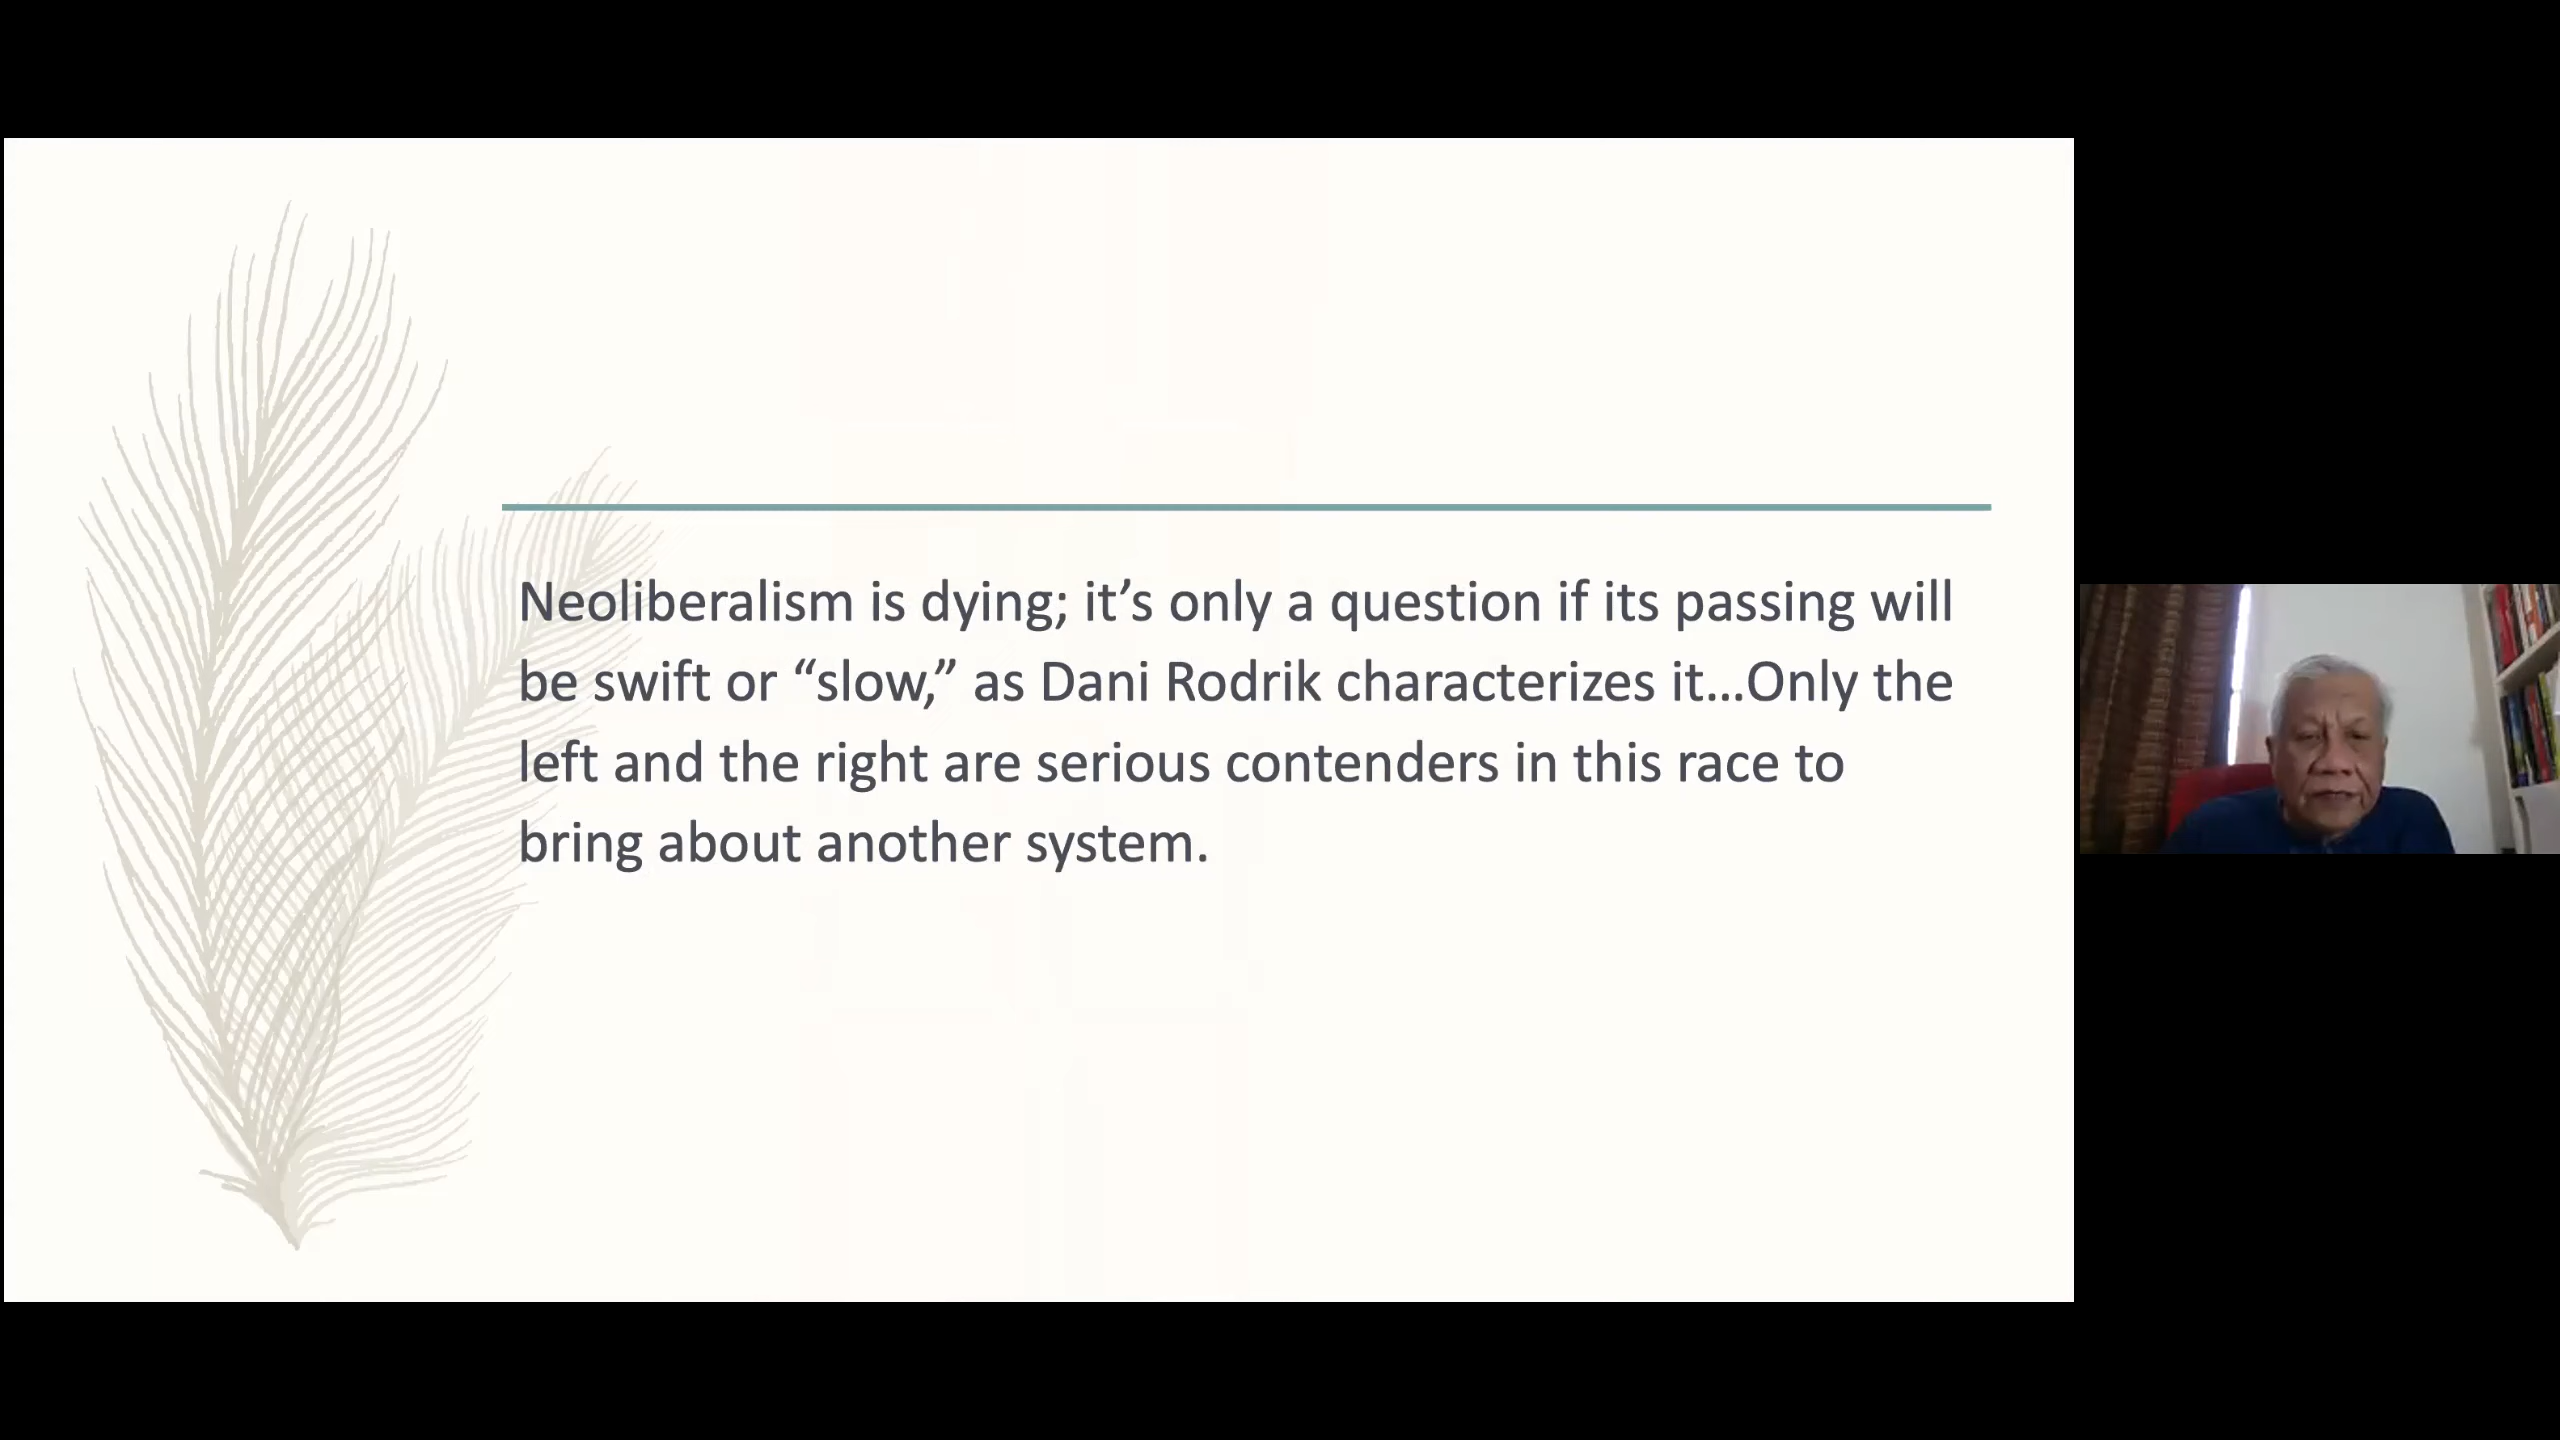 Neoliberalism is dying; it’s only a question if its passing will
be swift or “slow,” as Dani Rodrik characterizes it…Only the
left and the right are serious contenders in this race to
bring about another system.